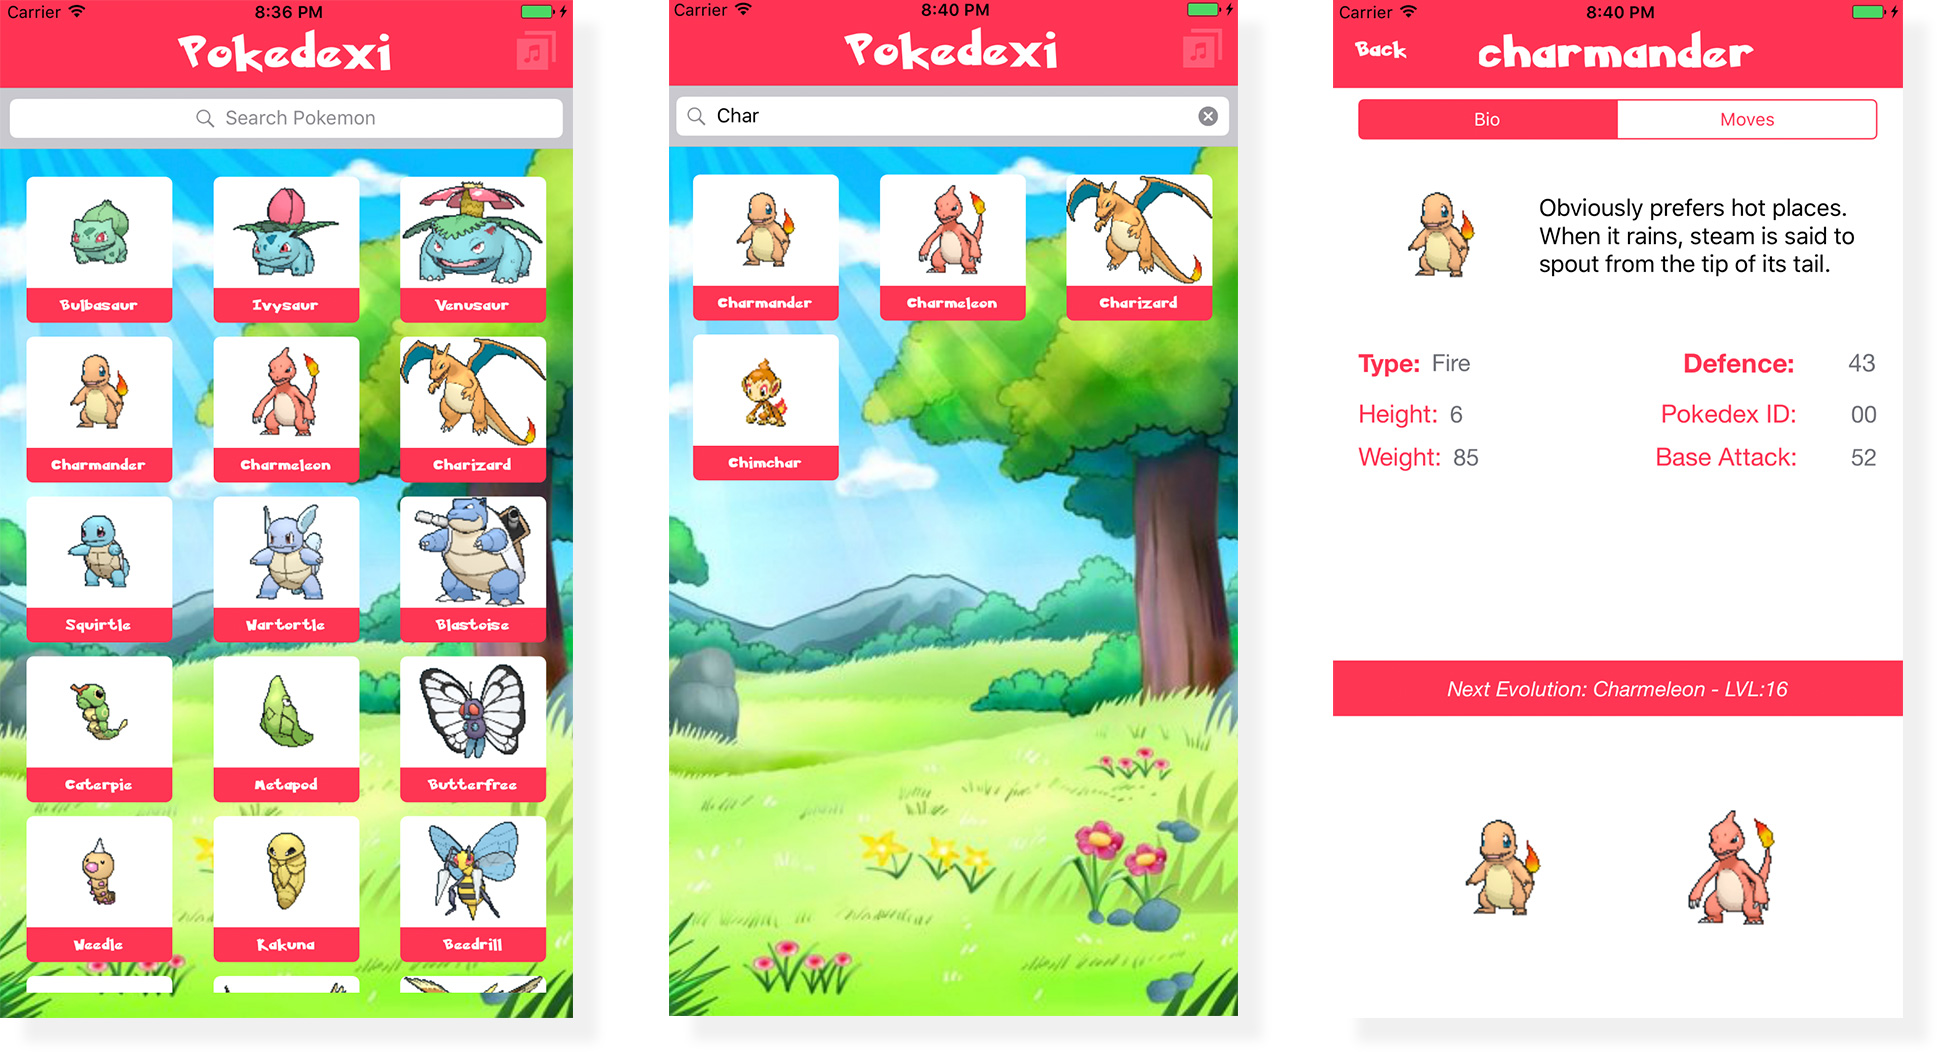 Carrier 8:36 PM
Pokedexi
Search Pokemon
Bulbasaur Ivysaur Venusaur
Charmander Charmeleon Charizard
Squirtle Wartortle Blastoise
Caterpie Metapod Butterfree
Weedle Kakuna Beedrill
Carrier 8:40 PM
Pokedexi
Char
Charmander Charmeleon Charizard
Chimchar
Carrier 8:40 PM
Back charmander
Bio Moves
Obviously prefers hot places.
When it rains, steam is said to
spout from the tip of its tail.
Type: Fire Defence: 43
Height: 6 Pokedex ID: 00
Weight: 85 Base Attack: 52
Next Evolution: Charmeleon - LVL:16